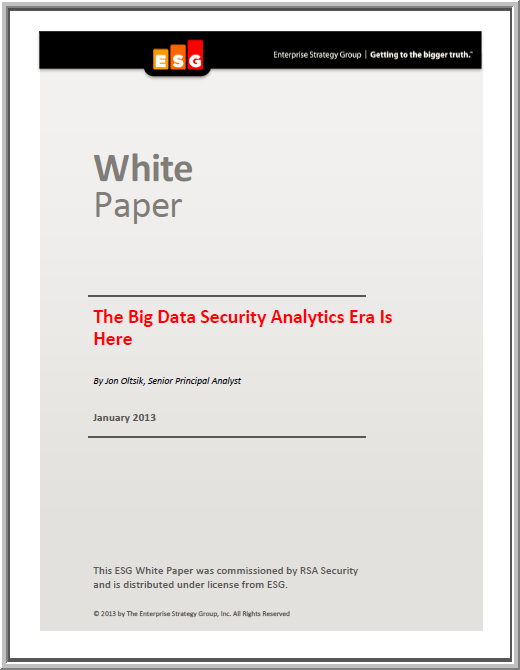 ESG
Enterprise Strategy Group | Getting to the bigger truth.™
White
Paper
The Big Data Security Analytics Era Is
Here
By Jon Oltsik, Senior Principal Analyst
January 2013
This ESG White Paper was commissioned by RSA Security
and is distributed under license from ESG.
© 2013 by The Enterprise Strategy Group, Inc. All Rights Reserved